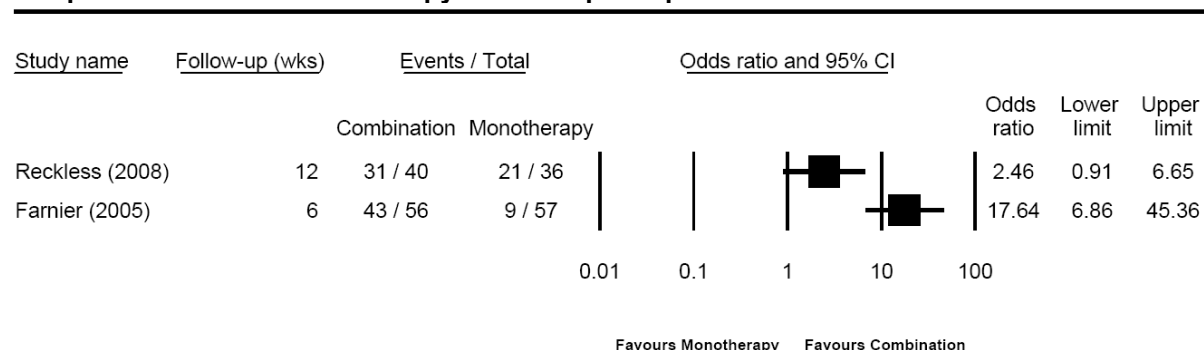 Study name Follow-up (wks) Events / Total Odds ratio and 95% CI
Odds Lower Upper
Combination Monotherapy ratio limit limit
Reckless (2008) 12 31 / 40 21 / 36 2.46 0.91 6.65
Farnier (2005) 6 43 / 56 9 / 57 17.64 6.86 45.36
0.01 0.1 1 10 100
Favours Monotherapy Favours Combination